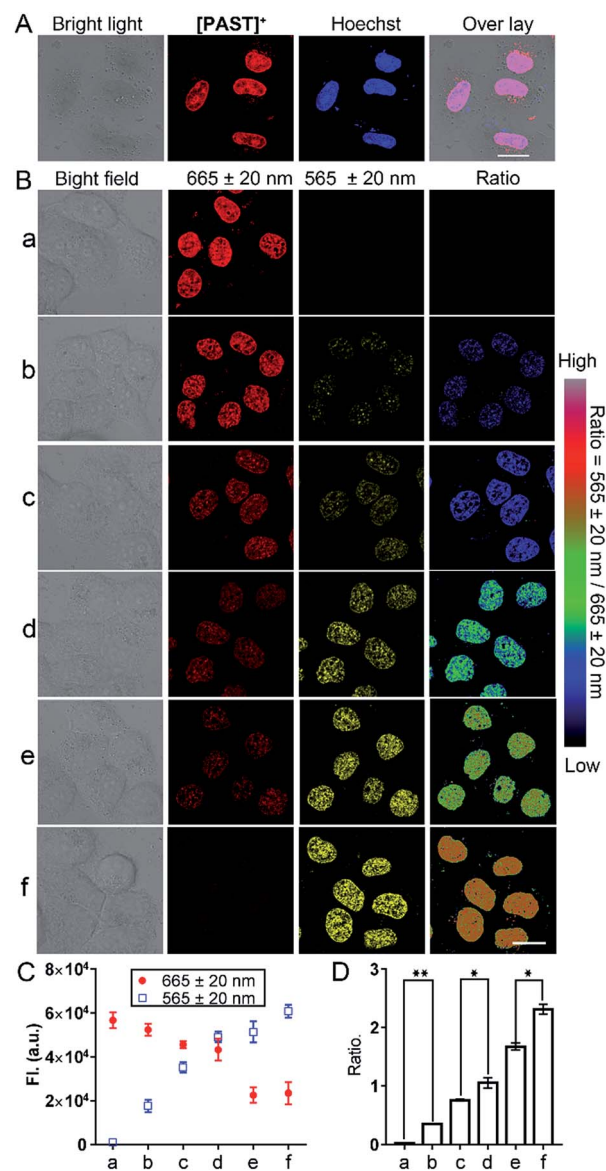 A
Bright light [PAST]⁺ Hoechst Over lay
B
Bight field 665 ± 20 nm 565 ± 20 nm Ratio
a
b
c
d
e
f
High
Ratio = 565 ± 20 nm / 665 ± 20 nm
Low
C
665 ± 20 nm
565 ± 20 nm
8×10⁴
6×10⁴
4×10⁴
2×10⁴
0
Fl. (a.u.)
a b c d e f
D
3
2
1
0
Ratio.
** * *
a b c d e f